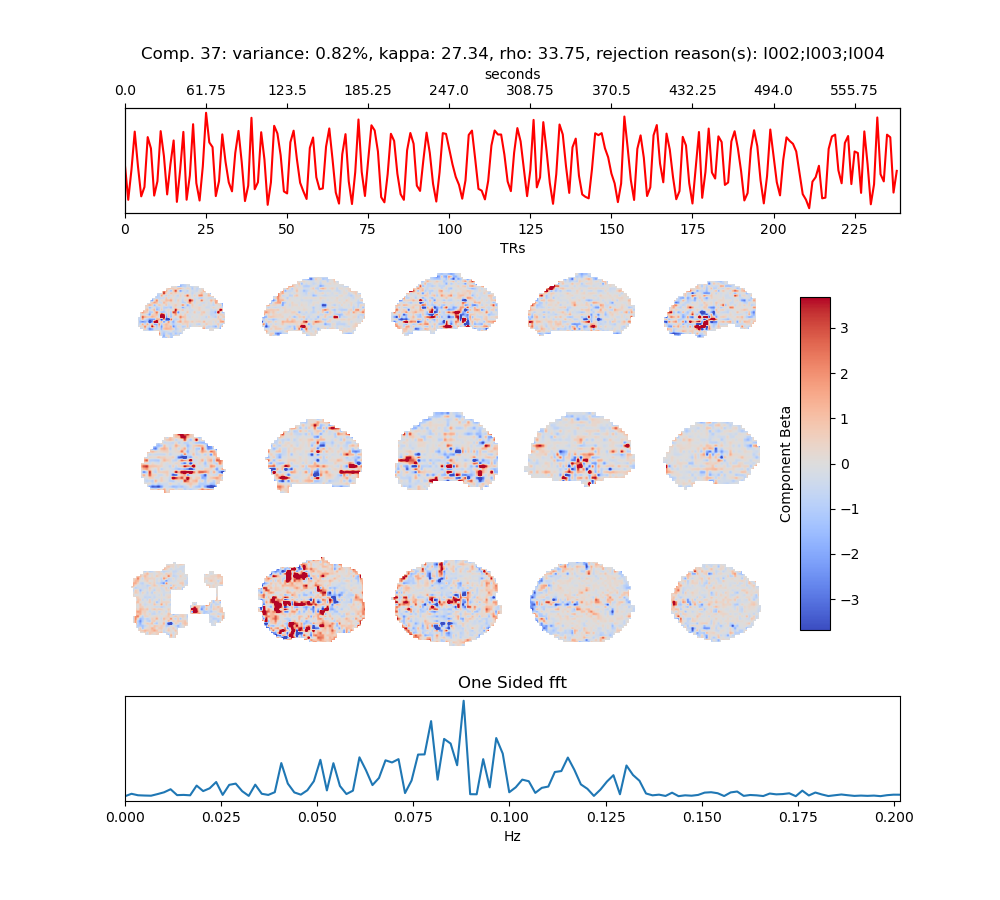 Comp. 37: variance: 0.82%, kappa: 27.34, rho: 33.75, rejection reason(s): I002;I003;I004
seconds
0.0 61.75 123.5 185.25 247.0 308.75 370.5 432.25 494.0 555.75
0 25 50 75 100 125 150 175 200 225
TRs
3
2
1
0
−1
−2
−3
Component Beta
One Sided fft
0.000 0.025 0.050 0.075 0.100 0.125 0.150 0.175 0.200
Hz